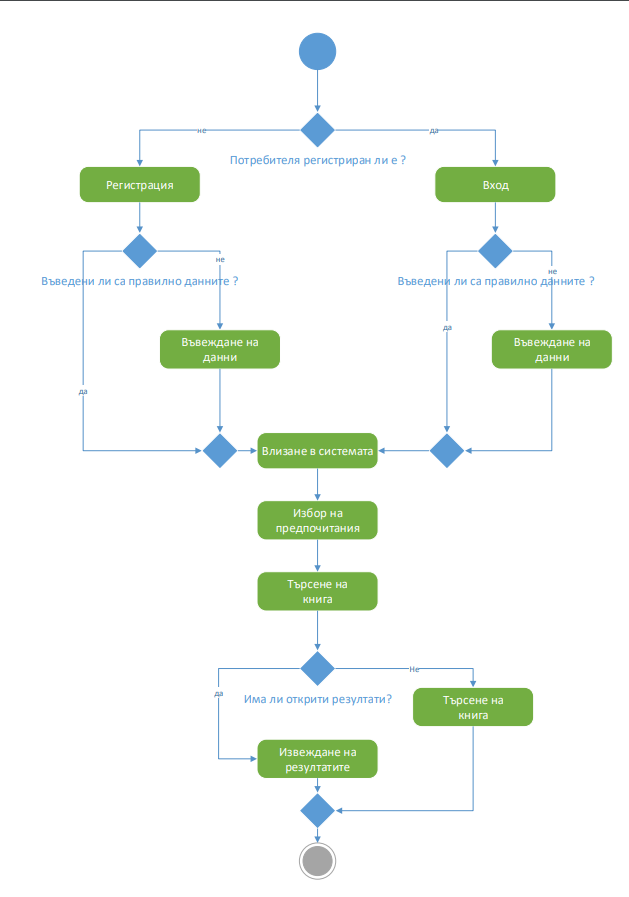 не
да
Потребителя регистриран ли е ?
Регистрация
Вход
не
не
Въведени ли са правилно данните ?
Въведени ли са правилно данните ?
да
Въвеждане на
данни
Въвеждане на
данни
да
Влизане в системата
Избор на
предпочитания
Търсене на
книга
Не
да
Има ли открити резултати?
Търсене на
книга
Извеждане на
резултатите